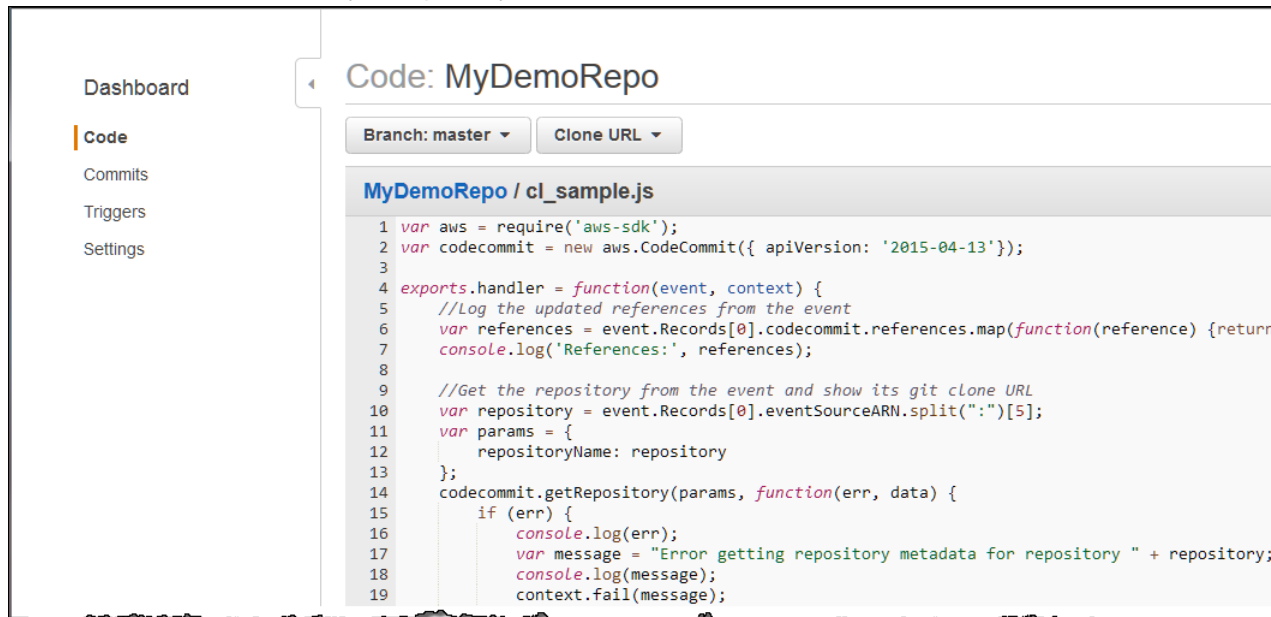 Dashboard
Code
Commits
Triggers
Settings
Code: MyDemoRepo
Branch: master
Clone URL
MyDemoRepo / cl_sample.js
1 var aws = require('aws-sdk');
2 var codecommit = new aws.CodeCommit({ apiVersion: '2015-04-13'});
3
4 exports.handler = function(event, context) {
5     //Log the updated references from the event
6     var references = event.Records[0].codecommit.references.map(function(reference) {return
7     console.log('References:', references);
8
9     //Get the repository from the event and show its git clone URL
10     var repository = event.Records[0].eventSourceARN.split(":")[5];
11     var params = {
12         repositoryName: repository
13     };
14     codecommit.getRepository(params, function(err, data) {
15         if (err) {
16             console.log(err);
17             var message = "Error getting repository metadata for repository " + repository;
18             console.log(message);
19             context.fail(message);